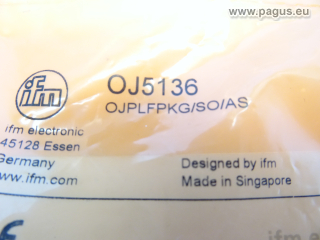 www.pagus.eu
ifm
OJ5136
OJPLFPKG/SO/AS
ifm electronic
45128 Essen
Germany
www.ifm.com
Designed by ifm
Made in Singapore
ifm e